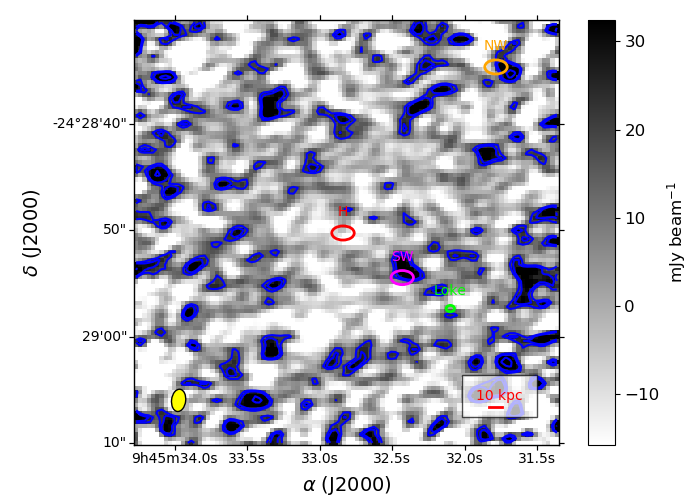 NW
30
-24°28'40"
20
mJy beam⁻¹
H
50"
10
SW
Luke
δ (J2000)
0
29'00"
10 kpc
−10
10"
9h45m34.0s 33.5s 33.0s 32.5s 32.0s 31.5s
α (J2000)